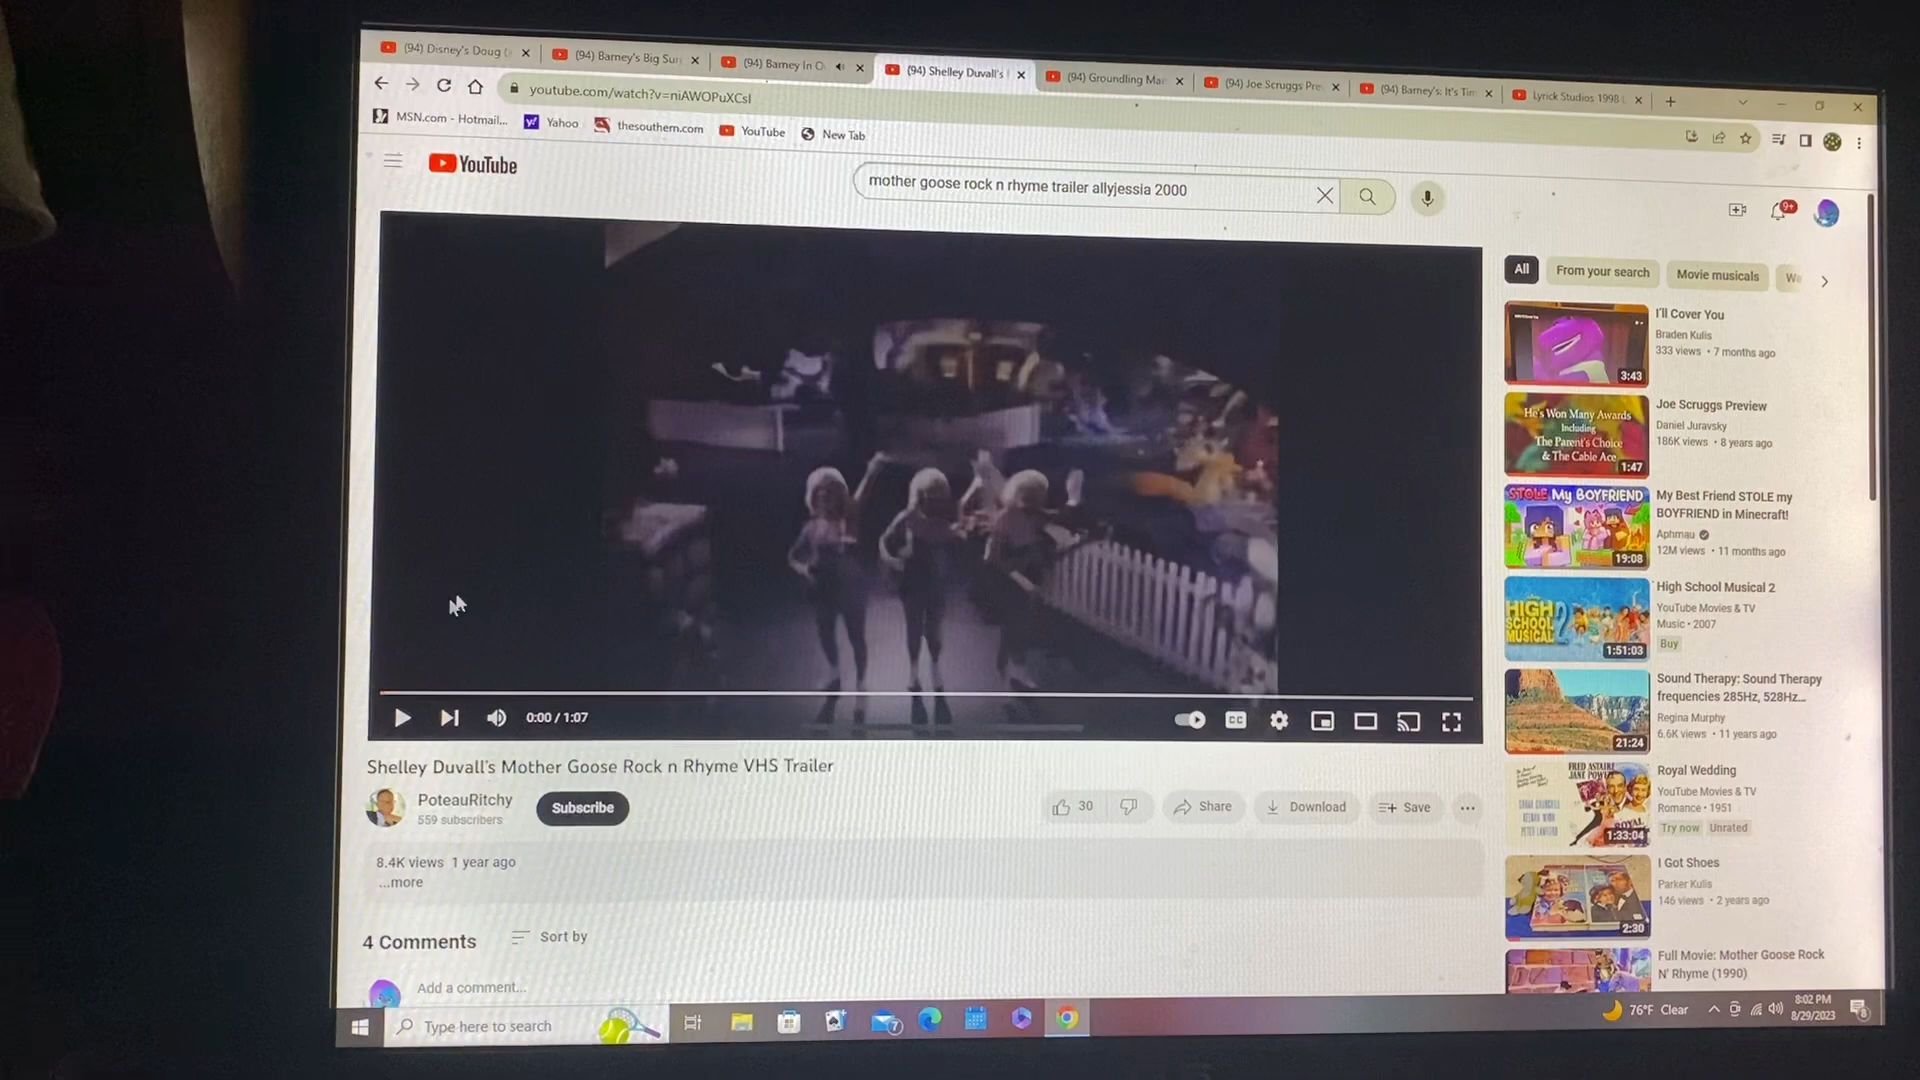 (94) Disney's Doug (
(94) Barney's Big Sur
(94) Barney In O
(94) Shelley Duvall's
(94) Groundling Mar
(94) Joe Scruggs Pre
(94) Barney's: It's Tim
Lyrick Studios 1998
youtube.com/watch?v=niAWOPuXCsI
MSN.com - Hotmail...
Yahoo
thesouthern.com
YouTube
New Tab
YouTube
mother goose rock n rhyme trailer allyjessia 2000
9+
All
From your search
Movie musicals
I'll Cover You
Braden Kulis
333 views • 7 months ago
3:43
He's Won Many Awards
Including
The Parent's Choice
& The Cable Ace
1:47
Joe Scruggs Preview
Daniel Juravsky
186K views • 8 years ago
STOLE My BOYFRIEND
19:08
My Best Friend STOLE my
BOYFRIEND in Minecraft!
Aphmau
12M views • 11 months ago
HIGH
SCHOOL
MUSICAL 2
1:51:03
High School Musical 2
YouTube Movies & TV
Music • 2007
Buy
21:24
Sound Therapy: Sound Therapy
frequencies 285Hz, 528Hz...
Regina Murphy
6.6K views • 11 years ago
FRED ASTAIRE
JANE POWELL
1:33:04
Royal Wedding
YouTube Movies & TV
Romance • 1951
Try now
Unrated
2:30
I Got Shoes
Parker Kulis
146 views • 2 years ago
Full Movie: Mother Goose Rock
N' Rhyme (1990)
0:00 / 1:07
CC
Shelley Duvall's Mother Goose Rock n Rhyme VHS Trailer
PoteauRitchy
559 subscribers
Subscribe
30
Share
Download
Save
8.4K views 1 year ago
...more
4 Comments
Sort by
Add a comment...
Type here to search
7
76°F Clear
8:02 PM
8/29/2023
8